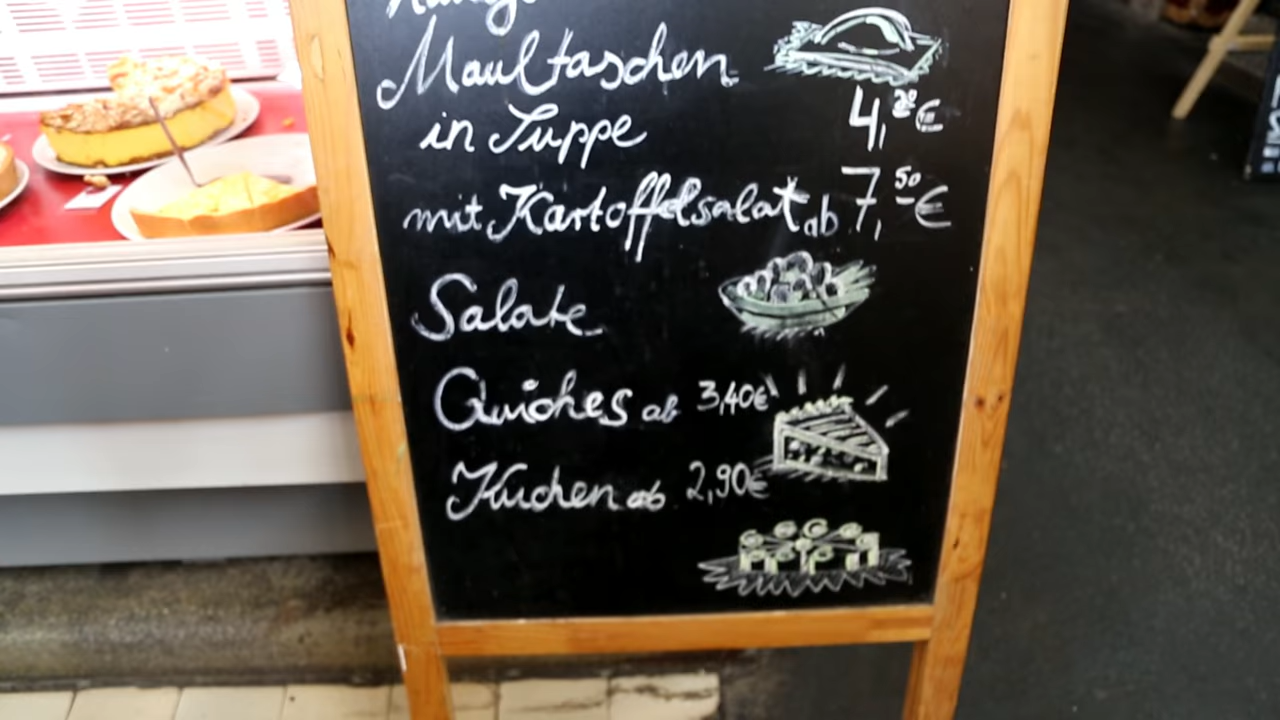 Maultaschen
in Suppe 4,20€
mit Kartoffelsalat ab 7,50€
Salate
Quiches ab 3,40€
Kuchen ab 2,90€